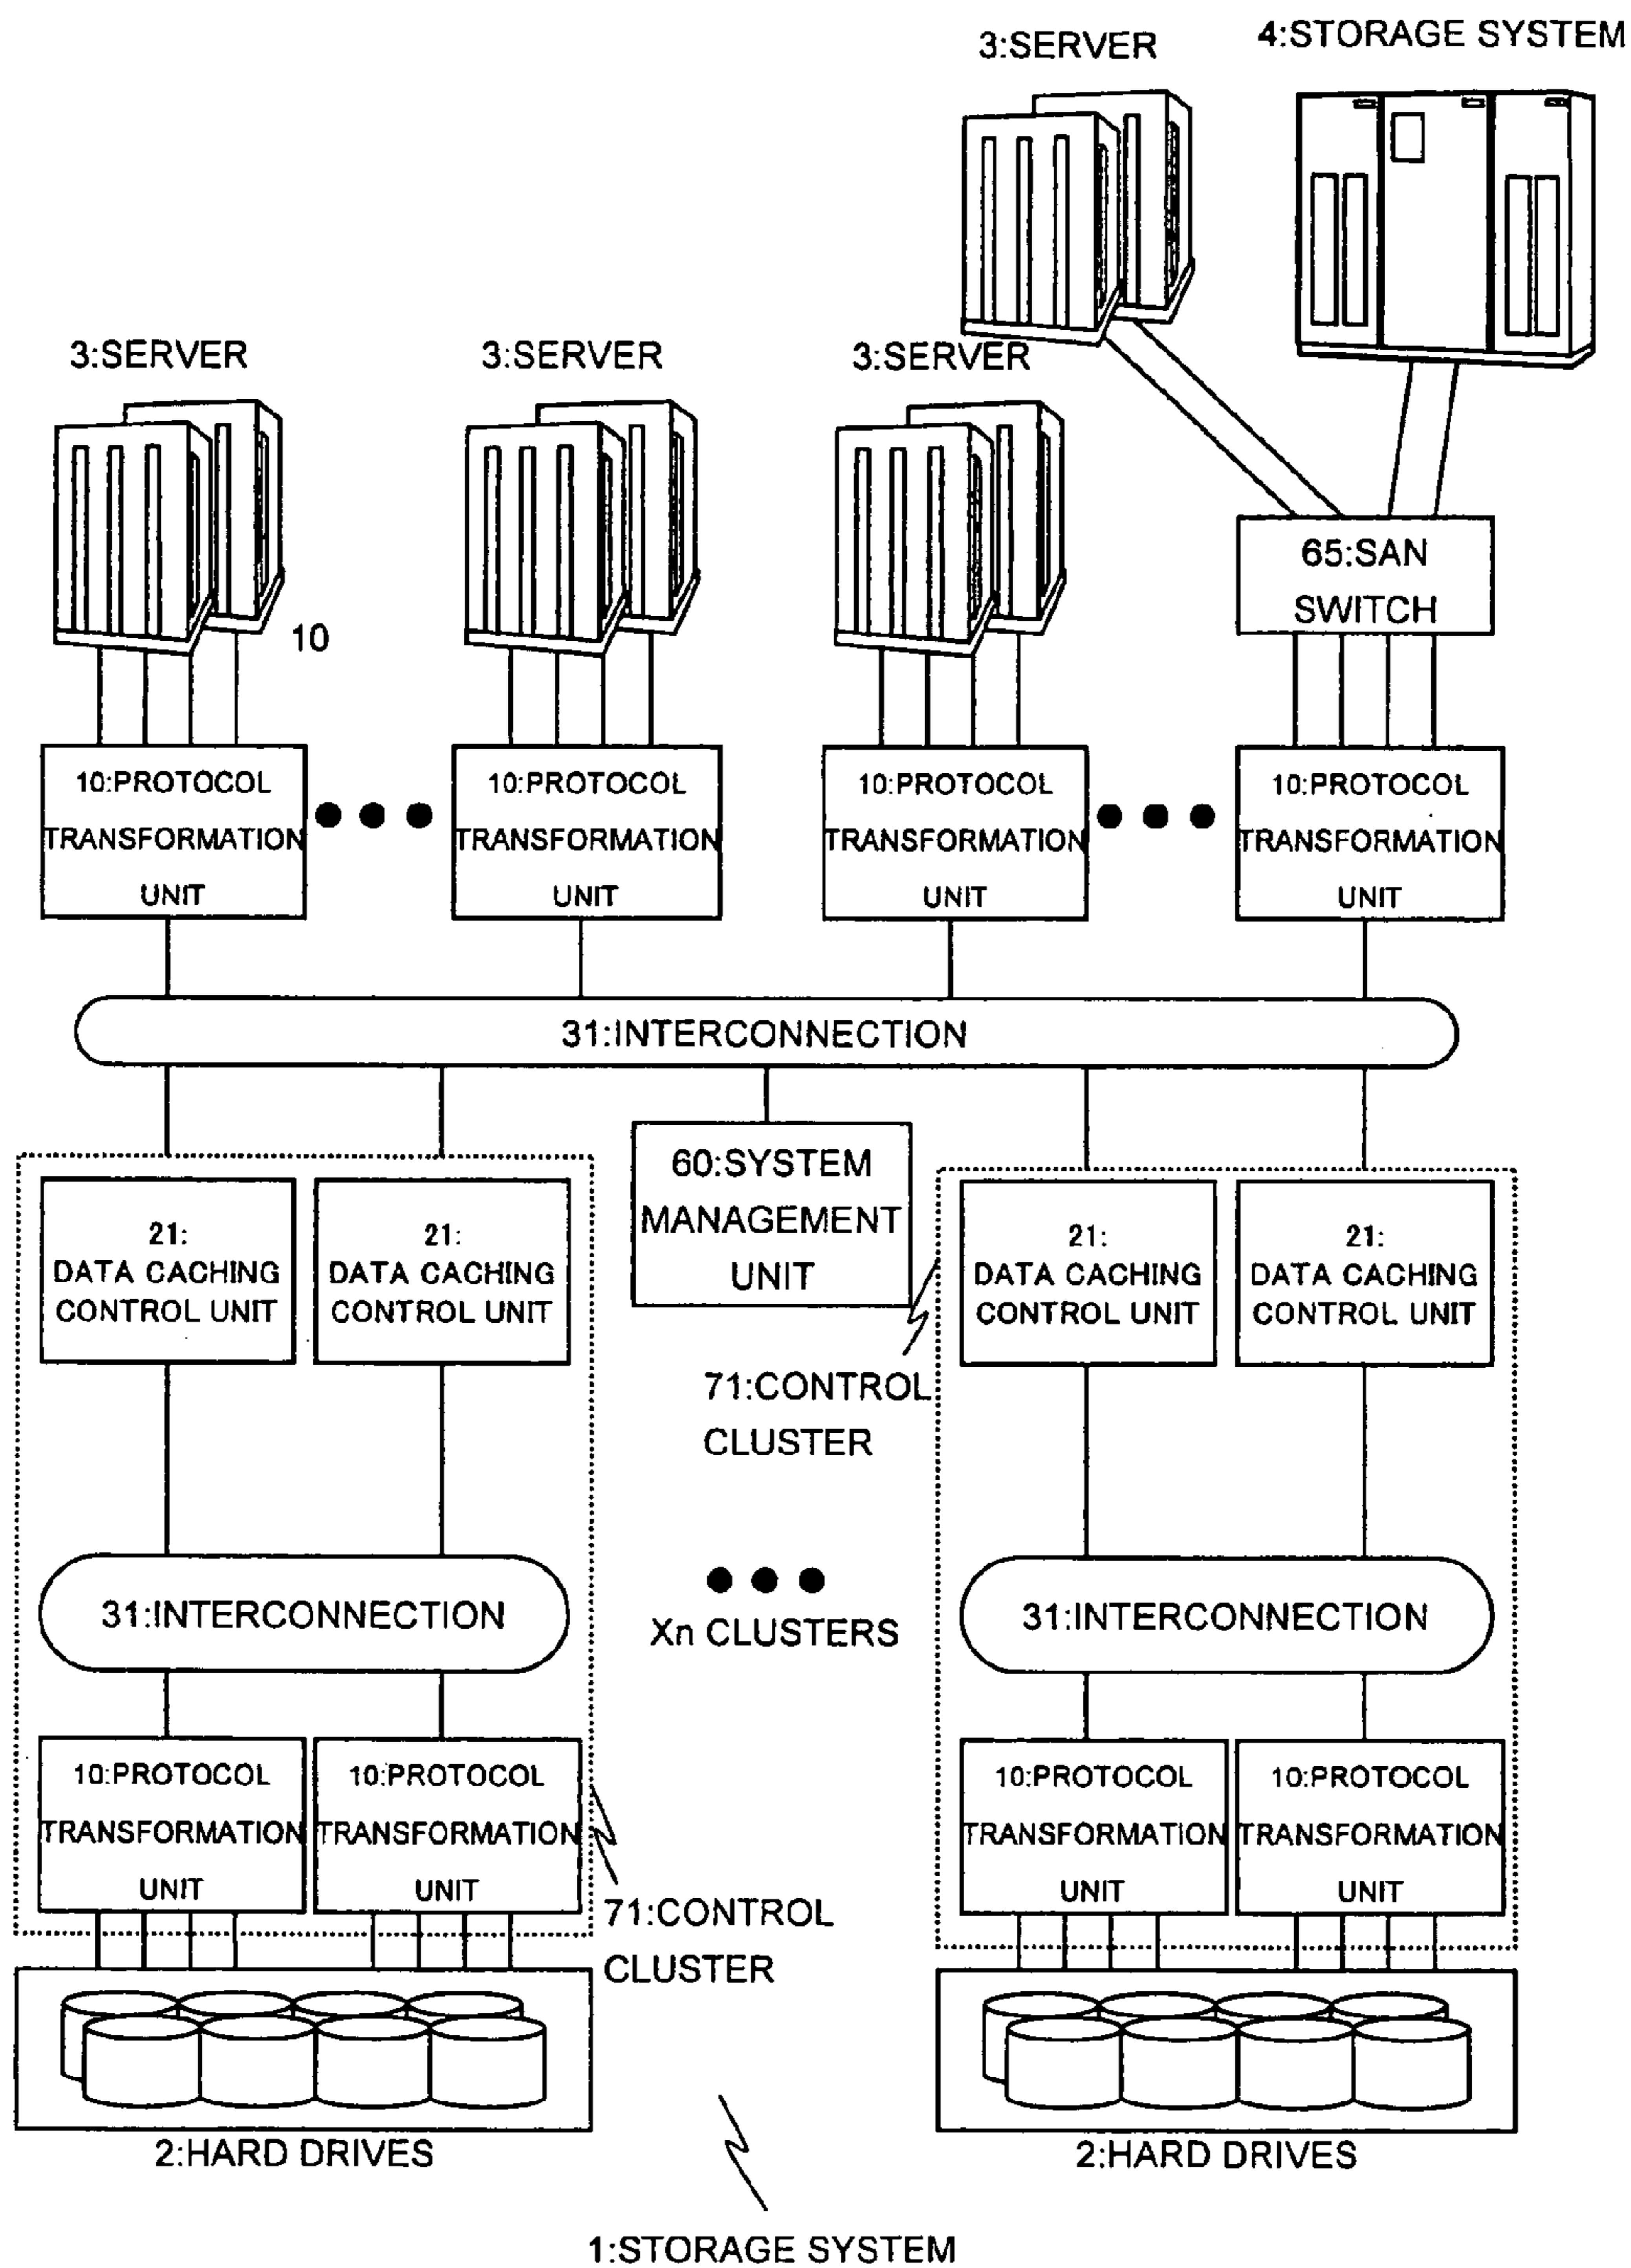 3:SERVER
4:STORAGE SYSTEM
3:SERVER
3:SERVER
3:SERVER
65:SAN
SWITCH
10
10:PROTOCOL
TRANSFORMATION
UNIT
10:PROTOCOL
TRANSFORMATION
UNIT
10:PROTOCOL
TRANSFORMATION
UNIT
10:PROTOCOL
TRANSFORMATION
UNIT
31:INTERCONNECTION
60:SYSTEM
MANAGEMENT
UNIT
21:
DATA CACHING
CONTROL UNIT
21:
DATA CACHING
CONTROL UNIT
21:
DATA CACHING
CONTROL UNIT
21:
DATA CACHING
CONTROL UNIT
71:CONTROL
CLUSTER
31:INTERCONNECTION
Xn CLUSTERS
31:INTERCONNECTION
10:PROTOCOL
TRANSFORMATION
UNIT
10:PROTOCOL
TRANSFORMATION
UNIT
10:PROTOCOL
TRANSFORMATION
UNIT
10:PROTOCOL
TRANSFORMATION
UNIT
71:CONTROL
CLUSTER
2:HARD DRIVES
2:HARD DRIVES
1:STORAGE SYSTEM